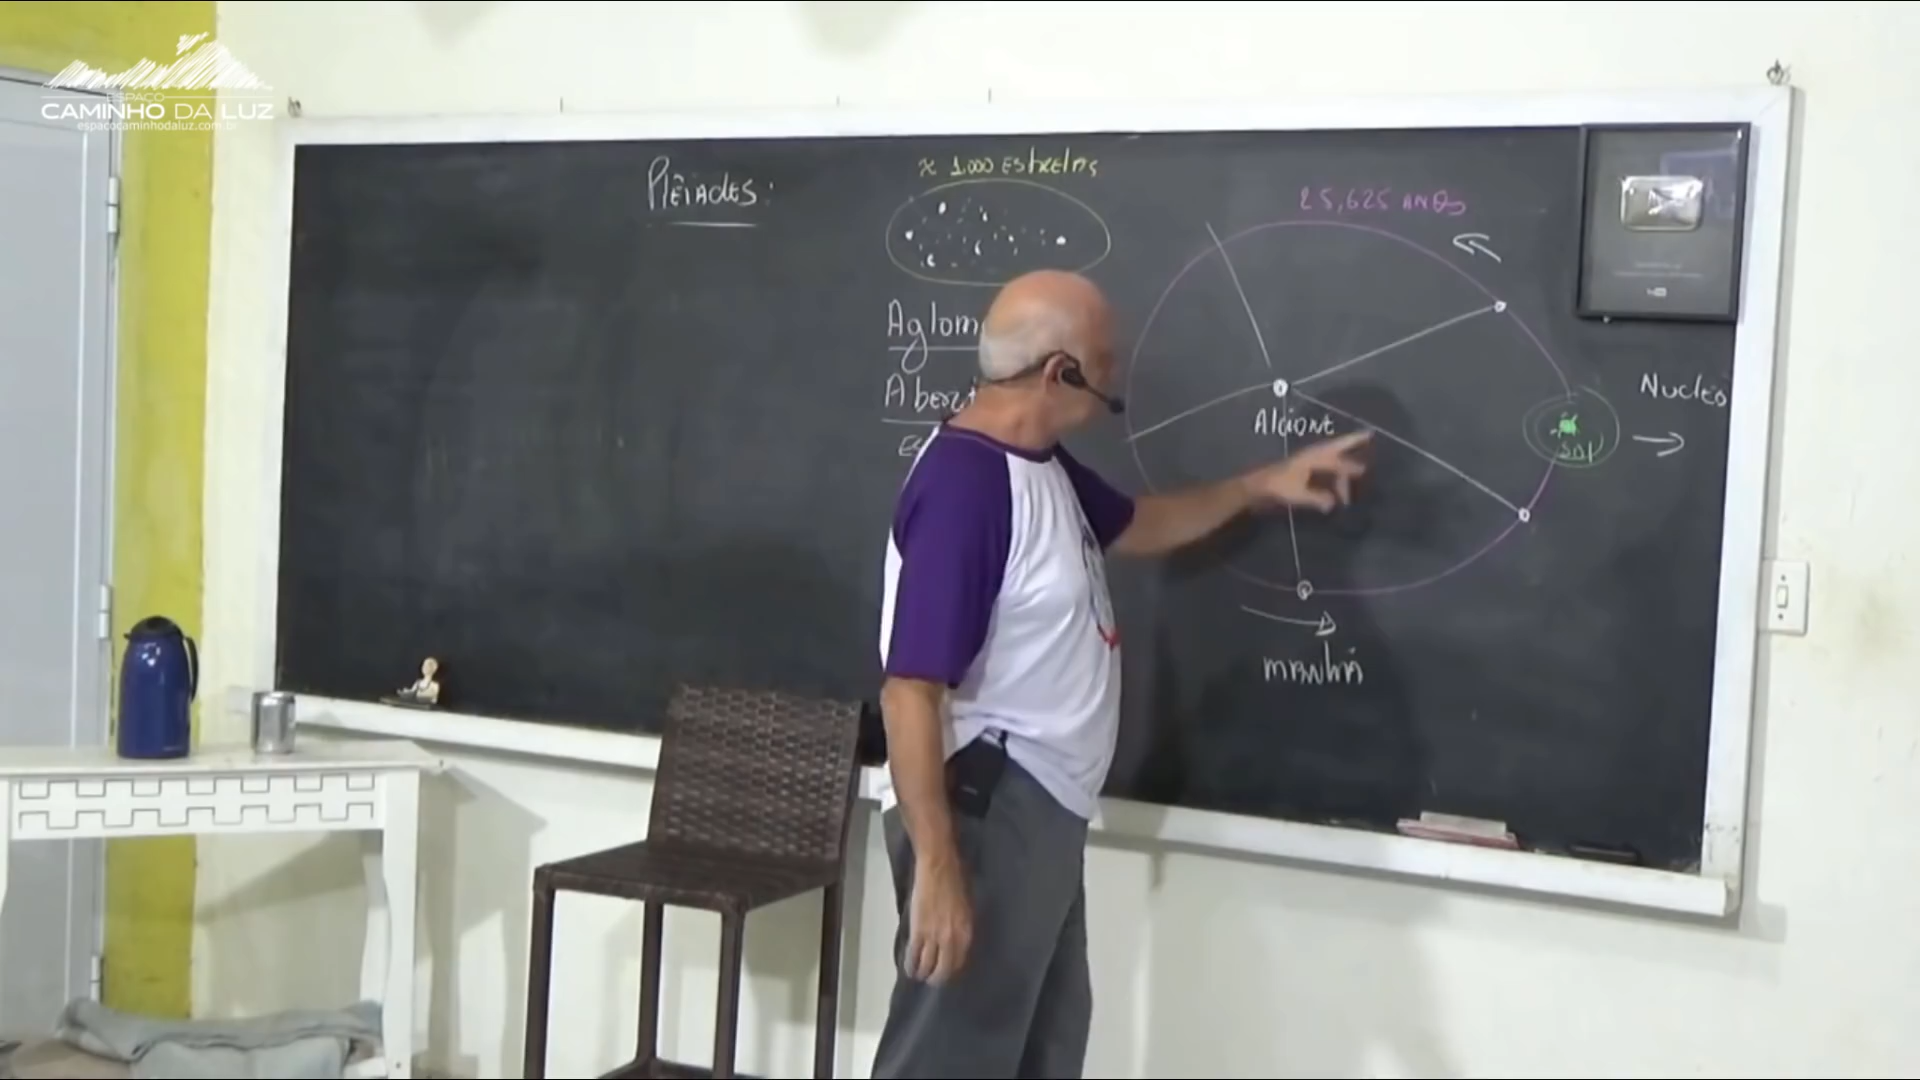 ESPAÇO
CAMINHO DA LUZ
espacocaminhodaluz.com.br
Plêiades:
≈ 1.000 EstRelAs
Aglom
Abert
Es
25,625 ANOS
Alcione
Nucleo
Sol
mANhÃ